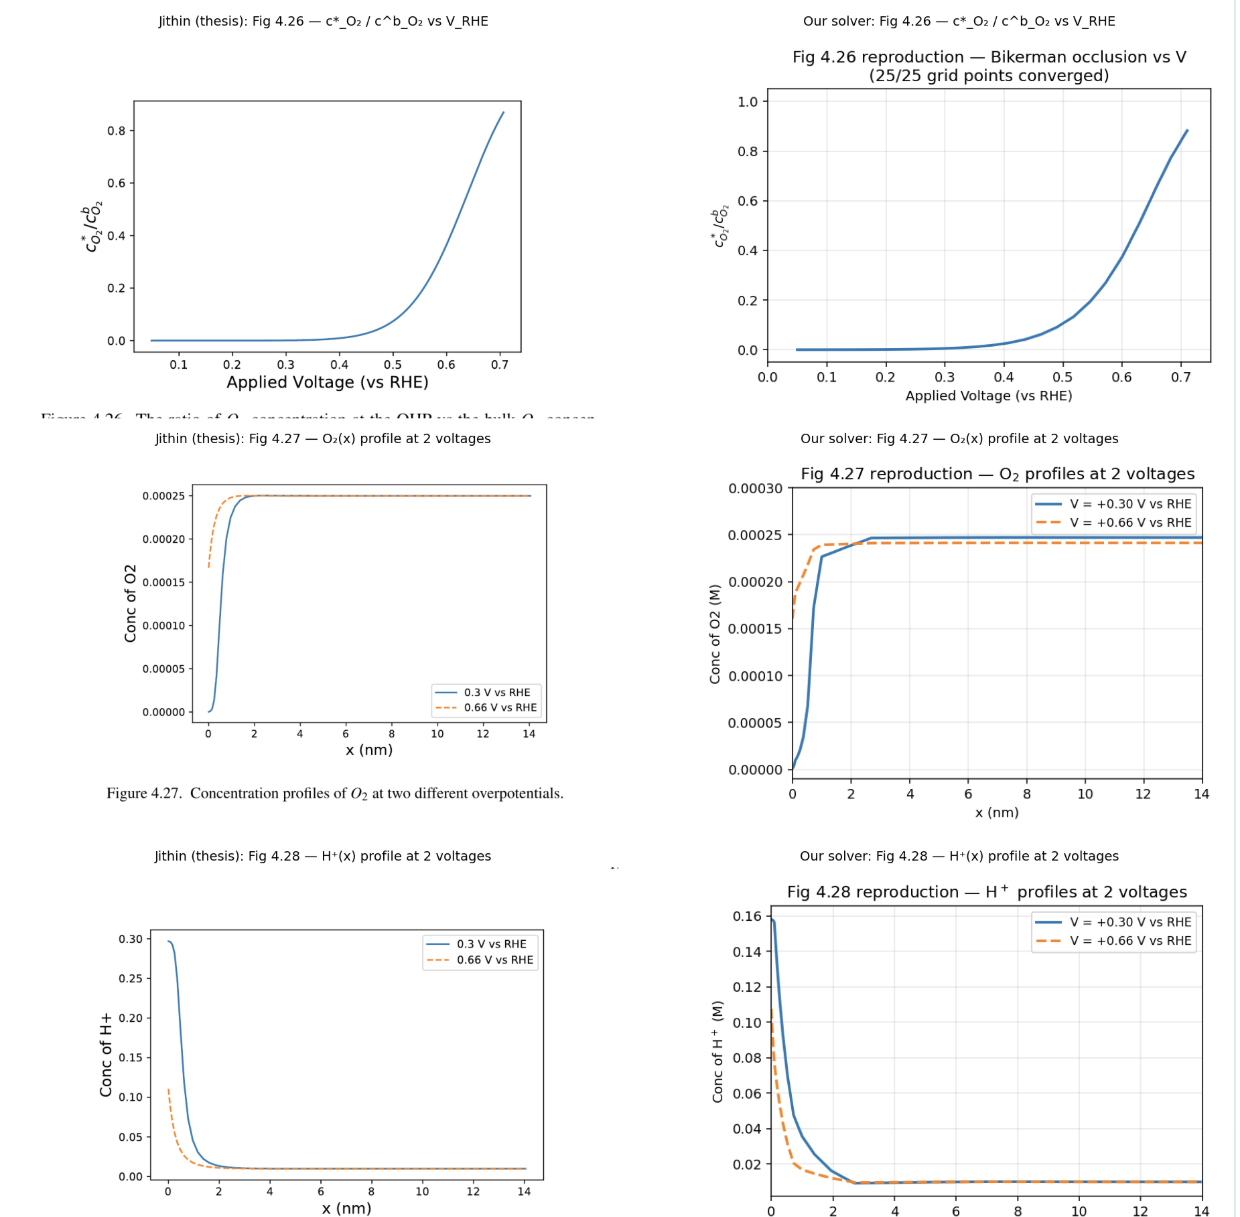 Jithin (thesis): Fig 4.26 — c*_O₂ / c^b_O₂ vs V_RHE
0.8
0.6
0.4
0.2
0.0
c*O2/cbO2
0.1 0.2 0.3 0.4 0.5 0.6 0.7
Applied Voltage (vs RHE)
Our solver: Fig 4.26 — c*_O₂ / c^b_O₂ vs V_RHE
Fig 4.26 reproduction — Bikerman occlusion vs V
(25/25 grid points converged)
1.0
0.8
0.6
0.4
0.2
0.0
c*O2/cbO2
0.0 0.1 0.2 0.3 0.4 0.5 0.6 0.7
Applied Voltage (vs RHE)
Jithin (thesis): Fig 4.27 — O₂(x) profile at 2 voltages
0.00025
0.00020
0.00015
0.00010
0.00005
0.00000
Conc of O2
0.3 V vs RHE
0.66 V vs RHE
0 2 4 6 8 10 12 14
x (nm)
Figure 4.27. Concentration profiles of O2 at two different overpotentials.
Our solver: Fig 4.27 — O₂(x) profile at 2 voltages
Fig 4.27 reproduction — O₂ profiles at 2 voltages
0.00030
0.00025
0.00020
0.00015
0.00010
0.00005
0.00000
Conc of O2 (M)
V = +0.30 V vs RHE
V = +0.66 V vs RHE
0 2 4 6 8 10 12 14
x (nm)
Jithin (thesis): Fig 4.28 — H⁺(x) profile at 2 voltages
0.30
0.25
0.20
0.15
0.10
0.05
0.00
Conc of H+
0.3 V vs RHE
0.66 V vs RHE
0 2 4 6 8 10 12 14
x (nm)
Our solver: Fig 4.28 — H⁺(x) profile at 2 voltages
Fig 4.28 reproduction — H⁺ profiles at 2 voltages
0.16
0.14
0.12
0.10
0.08
0.06
0.04
0.02
Conc of H⁺ (M)
V = +0.30 V vs RHE
V = +0.66 V vs RHE
0 2 4 6 8 10 12 14